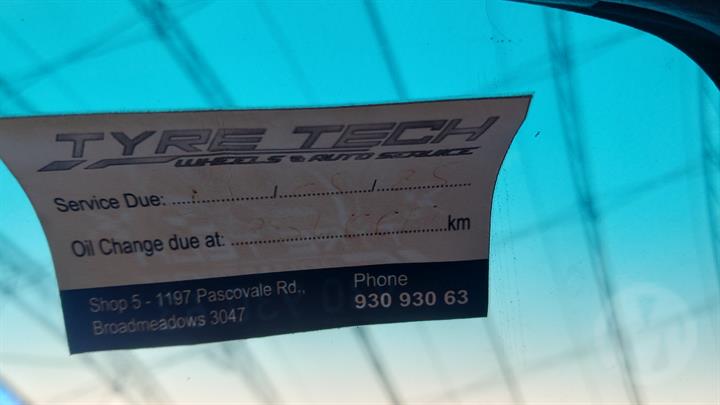 TYRE TECH
WHEELS & AUTO SERVICE
Service Due: ............/............/............
Oil Change due at: ............km
Shop 5 - 1197 Pascovale Rd.,
Broadmeadows 3047
Phone
930 930 63